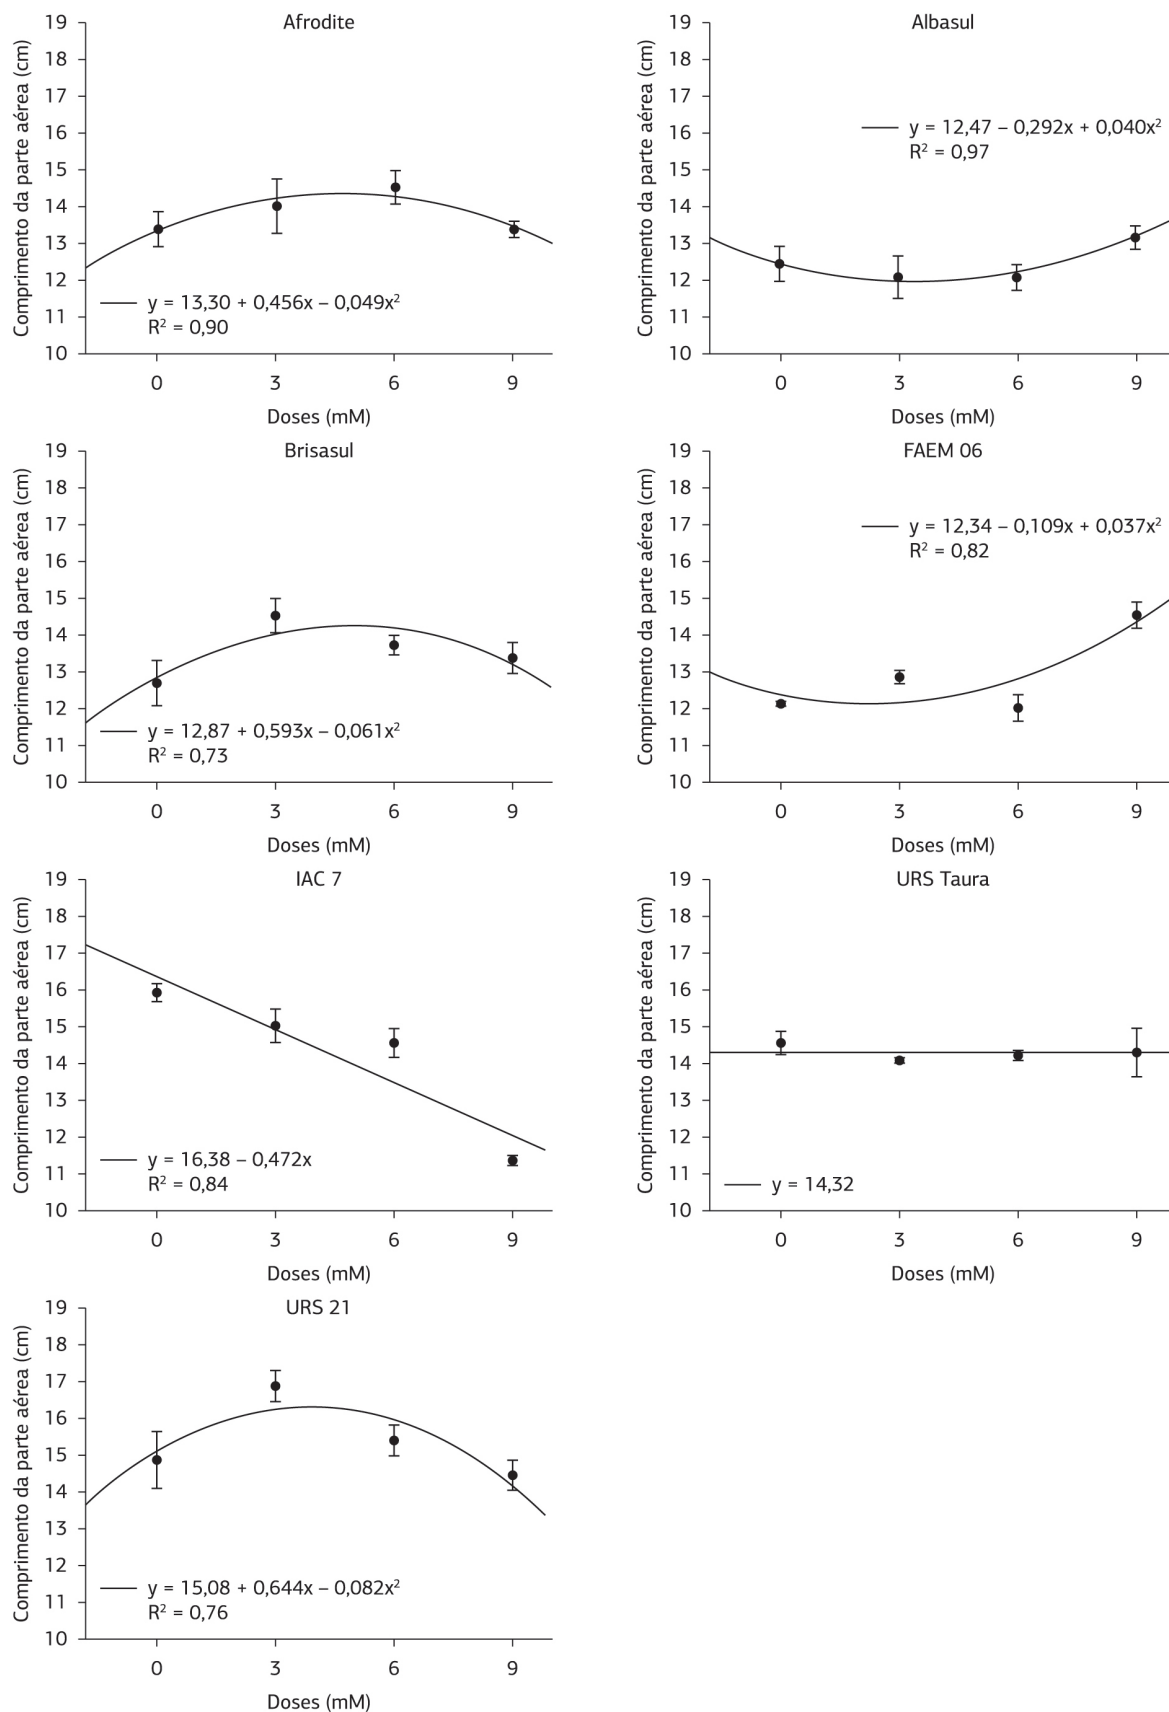 Afrodite
Comprimento da parte aérea (cm)
19
18
17
16
15
14
13
12
11
10
y = 13,30 + 0,456x – 0,049x²
R² = 0,90
0 3 6 9
Doses (mM)
Albasul
Comprimento da parte aérea (cm)
19
18
17
16
15
14
13
12
11
10
y = 12,47 – 0,292x + 0,040x²
R² = 0,97
0 3 6 9
Doses (mM)
Brisasul
Comprimento da parte aérea (cm)
19
18
17
16
15
14
13
12
11
10
y = 12,87 + 0,593x – 0,061x²
R² = 0,73
0 3 6 9
Doses (mM)
FAEM 06
Comprimento da parte aérea (cm)
19
18
17
16
15
14
13
12
11
10
y = 12,34 – 0,109x + 0,037x²
R² = 0,82
0 3 6 9
Doses (mM)
IAC 7
Comprimento da parte aérea (cm)
19
18
17
16
15
14
13
12
11
10
y = 16,38 – 0,472x
R² = 0,84
0 3 6 9
Doses (mM)
URS Taura
Comprimento da parte aérea (cm)
19
18
17
16
15
14
13
12
11
10
y = 14,32
0 3 6 9
Doses (mM)
URS 21
Comprimento da parte aérea (cm)
19
18
17
16
15
14
13
12
11
10
y = 15,08 + 0,644x – 0,082x²
R² = 0,76
0 3 6 9
Doses (mM)